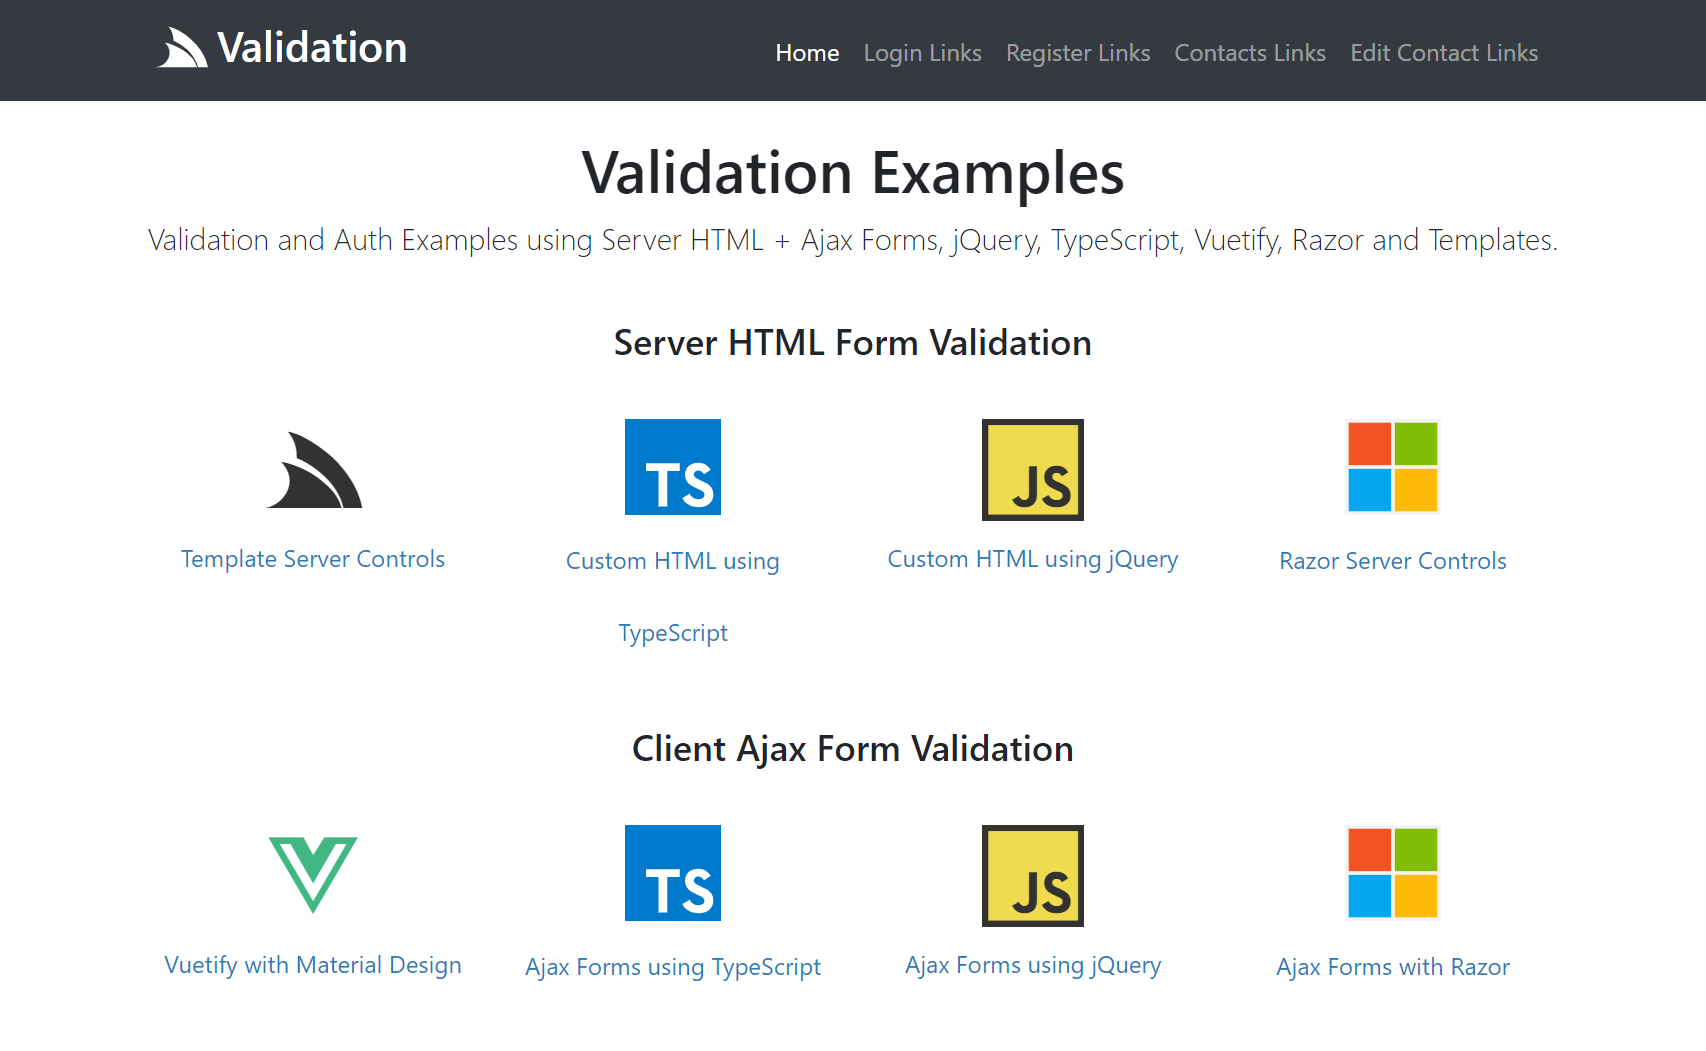 Validation
Home Login Links Register Links Contacts Links Edit Contact Links
Validation Examples
Validation and Auth Examples using Server HTML + Ajax Forms, jQuery, TypeScript, Vuetify, Razor and Templates.
Server HTML Form Validation
TS
JS
Template Server Controls
Custom HTML using
TypeScript
Custom HTML using jQuery
Razor Server Controls
Client Ajax Form Validation
TS
JS
Vuetify with Material Design
Ajax Forms using TypeScript
Ajax Forms using jQuery
Ajax Forms with Razor